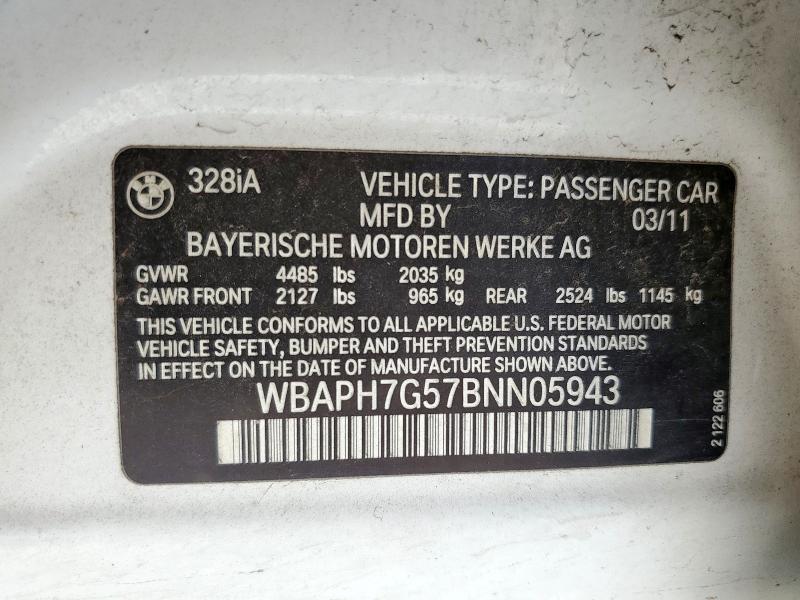 328iA VEHICLE TYPE: PASSENGER CAR
MFD BY 03/11
BAYERISCHE MOTOREN WERKE AG
GVWR 4485 lbs 2035 kg
GAWR FRONT 2127 lbs 965 kg REAR 2524 lbs 1145 kg
THIS VEHICLE CONFORMS TO ALL APPLICABLE U.S. FEDERAL MOTOR
VEHICLE SAFETY, BUMPER AND THEFT PREVENTION STANDARDS
IN EFFECT ON THE DATE OF MANUFACTURE SHOWN ABOVE.
WBAPH7G57BNN05943
2 122 606